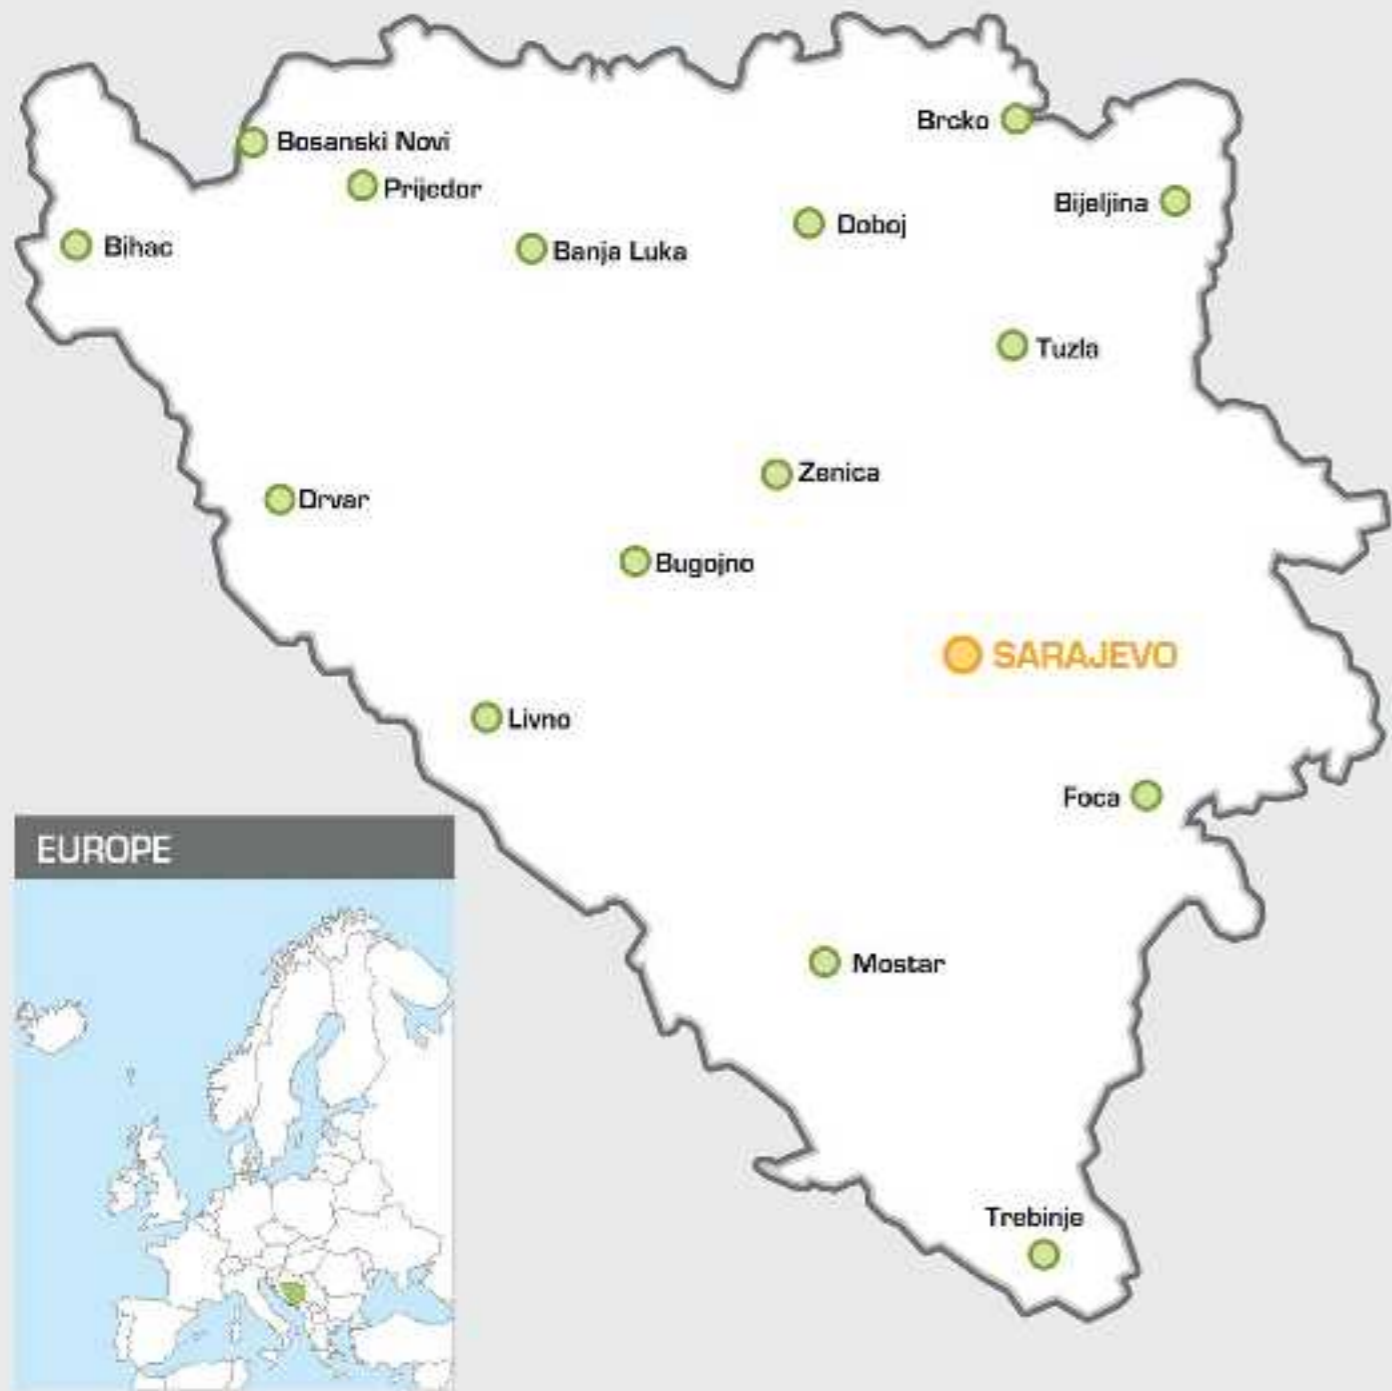 Brcko
Bosanski Novi
Prijedor
Bijeljina
Doboj
Bihac
Banja Luka
Tuzla
Zenica
Drvar
Bugojno
SARAJEVO
Livno
Foca
EUROPE
Mostar
Trebinje